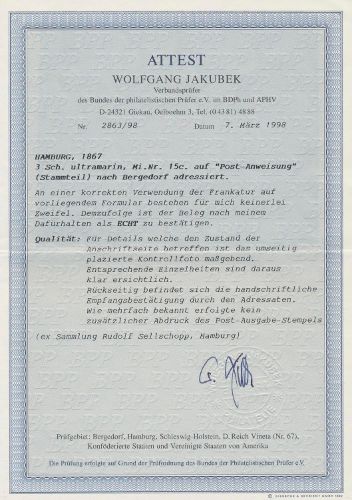 ATTEST
WOLFGANG JAKUBEK
Verbandsprüfer
des Bundes der philatelistischen Prüfer e.V. im BDPh und APHV
D-24321 Giekau, Oelboehm 3, Tel. (0 43 81) 48 88
Nr. 2863/98 Datum 7. März 1998
HAMBURG, 1867
3 Sch. ultramarin, Mi.Nr. 15c. auf "Post-Anweisung"
(Stammteil) nach Bergedorf adressiert.
An einer korrekten Verwendung der Frankatur auf
vorliegendem Formular bestehen für mich keinerlei
Zweifel. Demzufolge ist der Beleg nach meinem
Dafürhalten als ECHT zu bestätigen.
Qualität: Für Details welche den Zustand der
Anschriftseite betreffen ist das umseitig
plazierte Kontrollfoto maßgebend.
Entsprechende Einzelheiten sind daraus
klar ersichtlich.
Rückseitig befindet sich die handschriftliche
Empfangsbestätigung durch den Adressaten.
Wie mehrfach bekannt erfolgte kein
zusätzlicher Abdruck des Post-Ausgabe-Stempels
(ex Sammlung Rudolf Sellschopp, Hamburg)
Prüfgebiet: Bergedorf, Hamburg, Schleswig-Holstein, D. Reich Vineta (Nr. 67),
Konföderierte Staaten und Vereinigte Staaten von Amerika
Die Prüfung erfolgte auf Grund der Prüfordnung des Bundes der Philatelistischen Prüfer e.V.